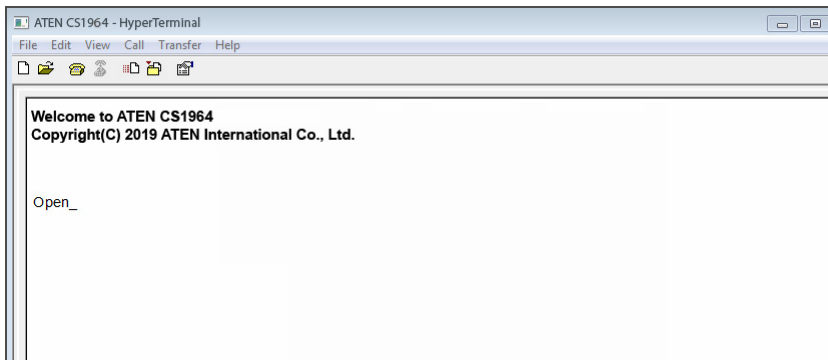 ATEN CS1964 - HyperTerminal
File Edit View Call Transfer Help
Welcome to ATEN CS1964
Copyright(C) 2019 ATEN International Co., Ltd.
Open_